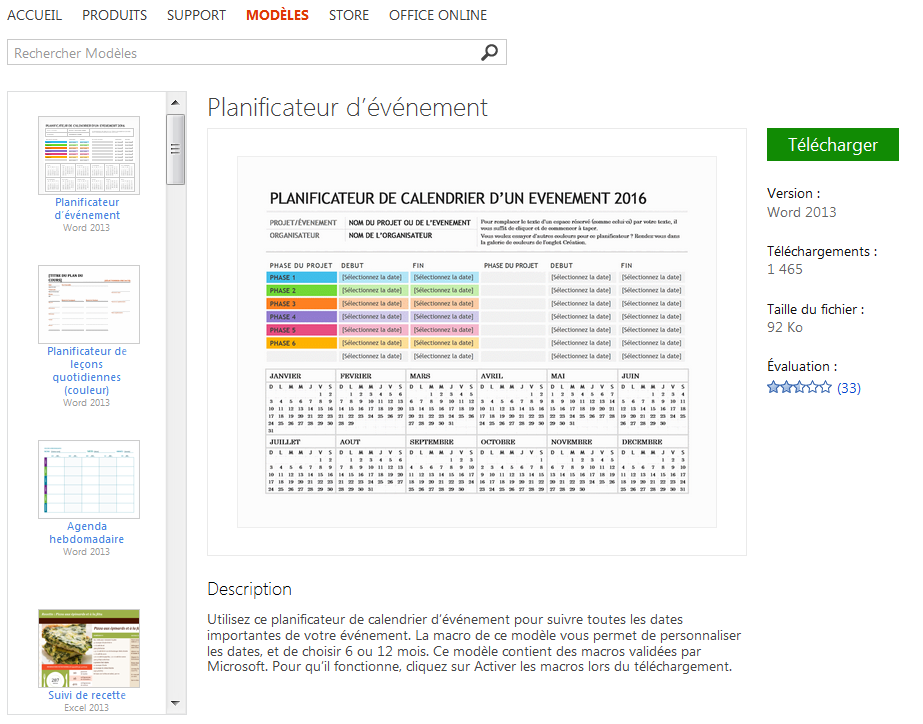 ACCUEIL PRODUITS SUPPORT MODÈLES STORE OFFICE ONLINE
Rechercher Modèles
Planificateur d'événement
Word 2013
Planificateur de leçons quotidiennes (couleur)
Word 2013
Agenda hebdomadaire
Word 2013
Suivi de recette
Excel 2013
Planificateur d'événement
PLANIFICATEUR DE CALENDRIER D'UN EVENEMENT 2016
PROJET/ÉVENEMENT NOM DU PROJET OU DE L'EVENEMENT
ORGANISATEUR NOM DE L'ORGANISATEUR
Pour remplacer le texte d'un espace réservé (comme celui-ci) par votre texte, il
suffit de cliquer et de commencer à taper.
Vous voulez essayer d'autres couleurs pour ce planificateur ? Rendez-vous dans
la galerie de couleurs de l'onglet Création.
PHASE DU PROJET DEBUT FIN PHASE DU PROJET DEBUT FIN
PHASE 1 [Sélectionnez la date] [Sélectionnez la date] [Sélectionnez la date] [Sélectionnez la date]
PHASE 2 [Sélectionnez la date] [Sélectionnez la date] [Sélectionnez la date] [Sélectionnez la date]
PHASE 3 [Sélectionnez la date] [Sélectionnez la date] [Sélectionnez la date] [Sélectionnez la date]
PHASE 4 [Sélectionnez la date] [Sélectionnez la date] [Sélectionnez la date] [Sélectionnez la date]
PHASE 5 [Sélectionnez la date] [Sélectionnez la date] [Sélectionnez la date] [Sélectionnez la date]
PHASE 6 [Sélectionnez la date] [Sélectionnez la date] [Sélectionnez la date] [Sélectionnez la date]
[Sélectionnez la date] [Sélectionnez la date] [Sélectionnez la date] [Sélectionnez la date]
JANVIER FEVRIER MARS AVRIL MAI JUIN
D L M M J V S D L M M J V S D L M M J V S D L M M J V S D L M M J V S D L M M J V S
JUILLET AOUT SEPTEMBRE OCTOBRE NOVEMBRE DECEMBRE
D L M M J V S D L M M J V S D L M M J V S D L M M J V S D L M M J V S D L M M J V S
Télécharger
Version :
Word 2013
Téléchargements :
1 465
Taille du fichier :
92 Ko
Évaluation :
(33)
Description
Utilisez ce planificateur de calendrier d'événement pour suivre toutes les dates
importantes de votre événement. La macro de ce modèle vous permet de personnaliser
les dates, et de choisir 6 ou 12 mois. Ce modèle contient des macros validées par
Microsoft. Pour qu'il fonctionne, cliquez sur Activer les macros lors du téléchargement.